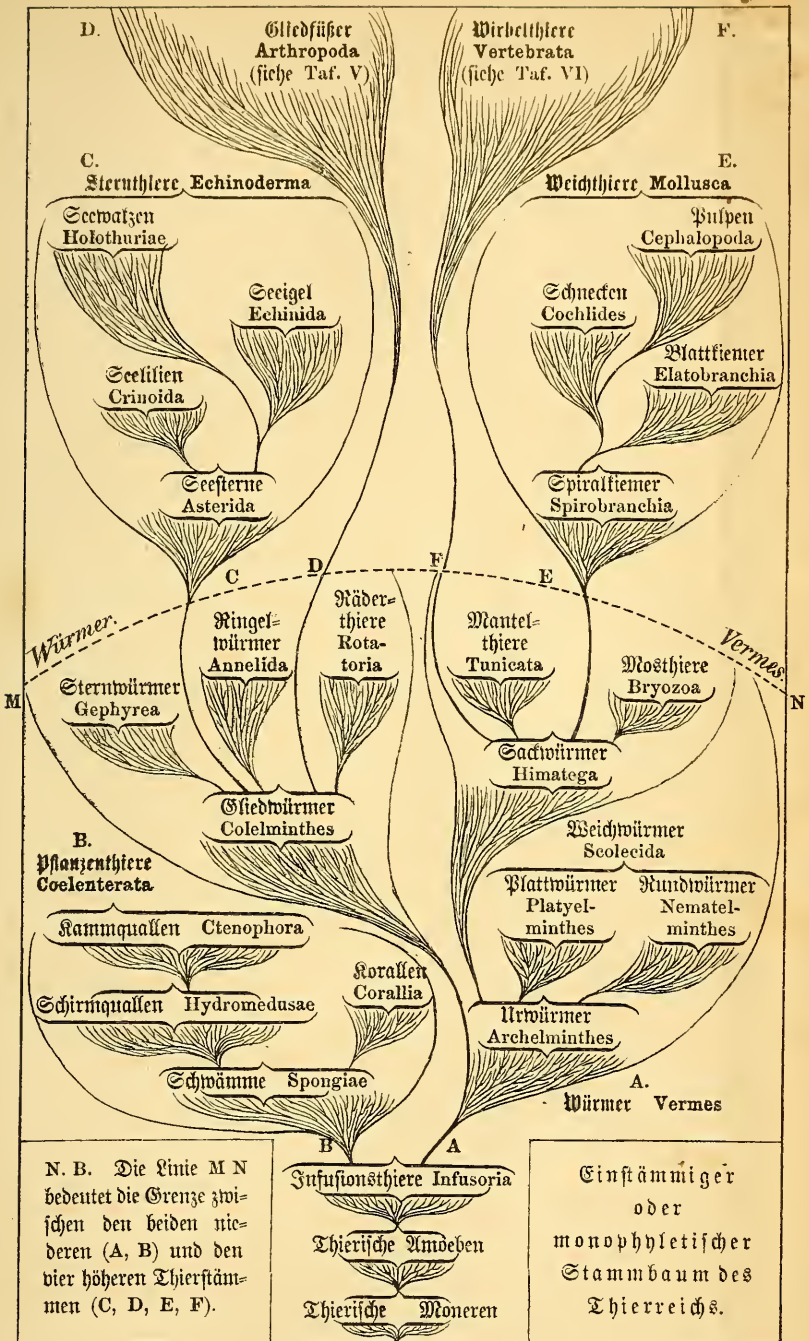 D.
Gliedfüßer
Arthropoda
(siehe Taf. V)
Wirbelthiere
Vertebrata
(siehe Taf. VI)
F.
C.
Sternthiere Echinoderma
Seewalzen
Holothuriae
Seeigel
Echinida
Seelilien
Crinoida
Seesterne
Asterida
E.
Weichthiere Mollusca
Pulpen
Cephalopoda
Schnecken
Cochlides
Blattkiemer
Elatobranchia
Spiralkiemer
Spirobranchia
C
D
F
E
Würmer.
Vermes
M
N
Ringel=
würmer
Annelida
Räder=
thiere
Rota-
toria
Mantel=
thiere
Tunicata
Mosthiere
Bryozoa
Sternwürmer
Gephyrea
Sackwürmer
Himatega
Gliedwürmer
Colelminthes
Weichwürmer
Scolecida
Plattwürmer
Platyel-
minthes
Rundwürmer
Nematel-
minthes
B.
Pflanzenthiere
Coelenterata
Kammquallen Ctenophora
Korallen
Corallia
Schirmquallen Hydromedusae
Urwürmer
Archelminthes
Schwämme Spongiae
A.
Würmer Vermes
B
A
Infusionsthiere Infusoria
Thierische Amoeben
Thierische Moneren
N. B. Die Linie M N
bedeutet die Grenze zwi=
schen den beiden nie=
deren (A, B) und den
vier höheren Thierstäm=
men (C, D, E, F).
Einstämmiger
oder
monophyletischer
Stammbaum des
Thierreichs.